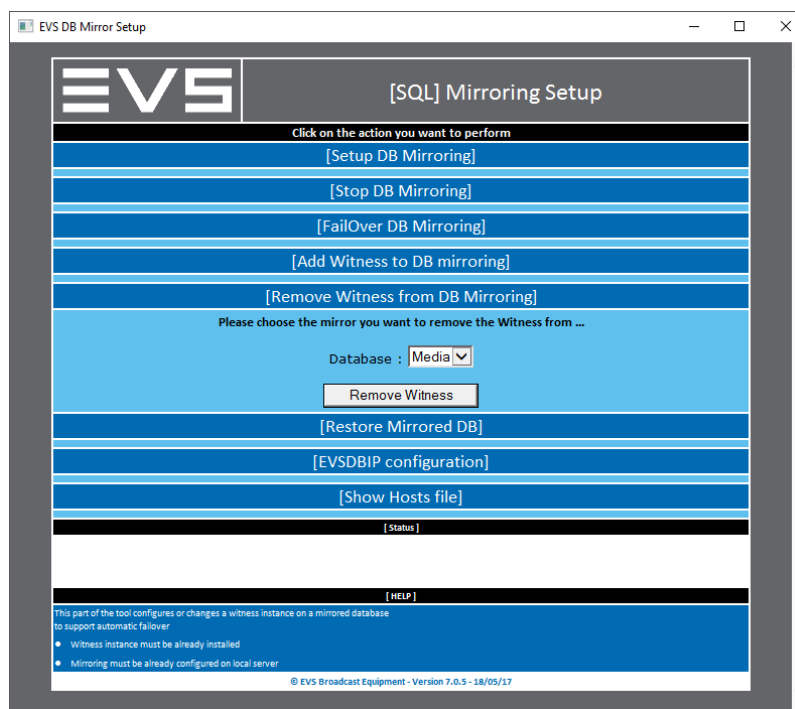 EVS DB Mirror Setup
EVS
[SQL] Mirroring Setup
Click on the action you want to perform
[Setup DB Mirroring]
[Stop DB Mirroring]
[FailOver DB Mirroring]
[Add Witness to DB mirroring]
[Remove Witness from DB Mirroring]
Please choose the mirror you want to remove the Witness from ...
Database : Media
Remove Witness
[Restore Mirrored DB]
[EVSDBIP configuration]
[Show Hosts file]
[ Status ]
[ HELP ]
This part of the tool configures or changes a witness instance on a mirrored database
to support automatic failover
● Witness instance must be already installed
● Mirroring must be already configured on local server
© EVS Broadcast Equipment - Version 7.0.5 - 18/05/17